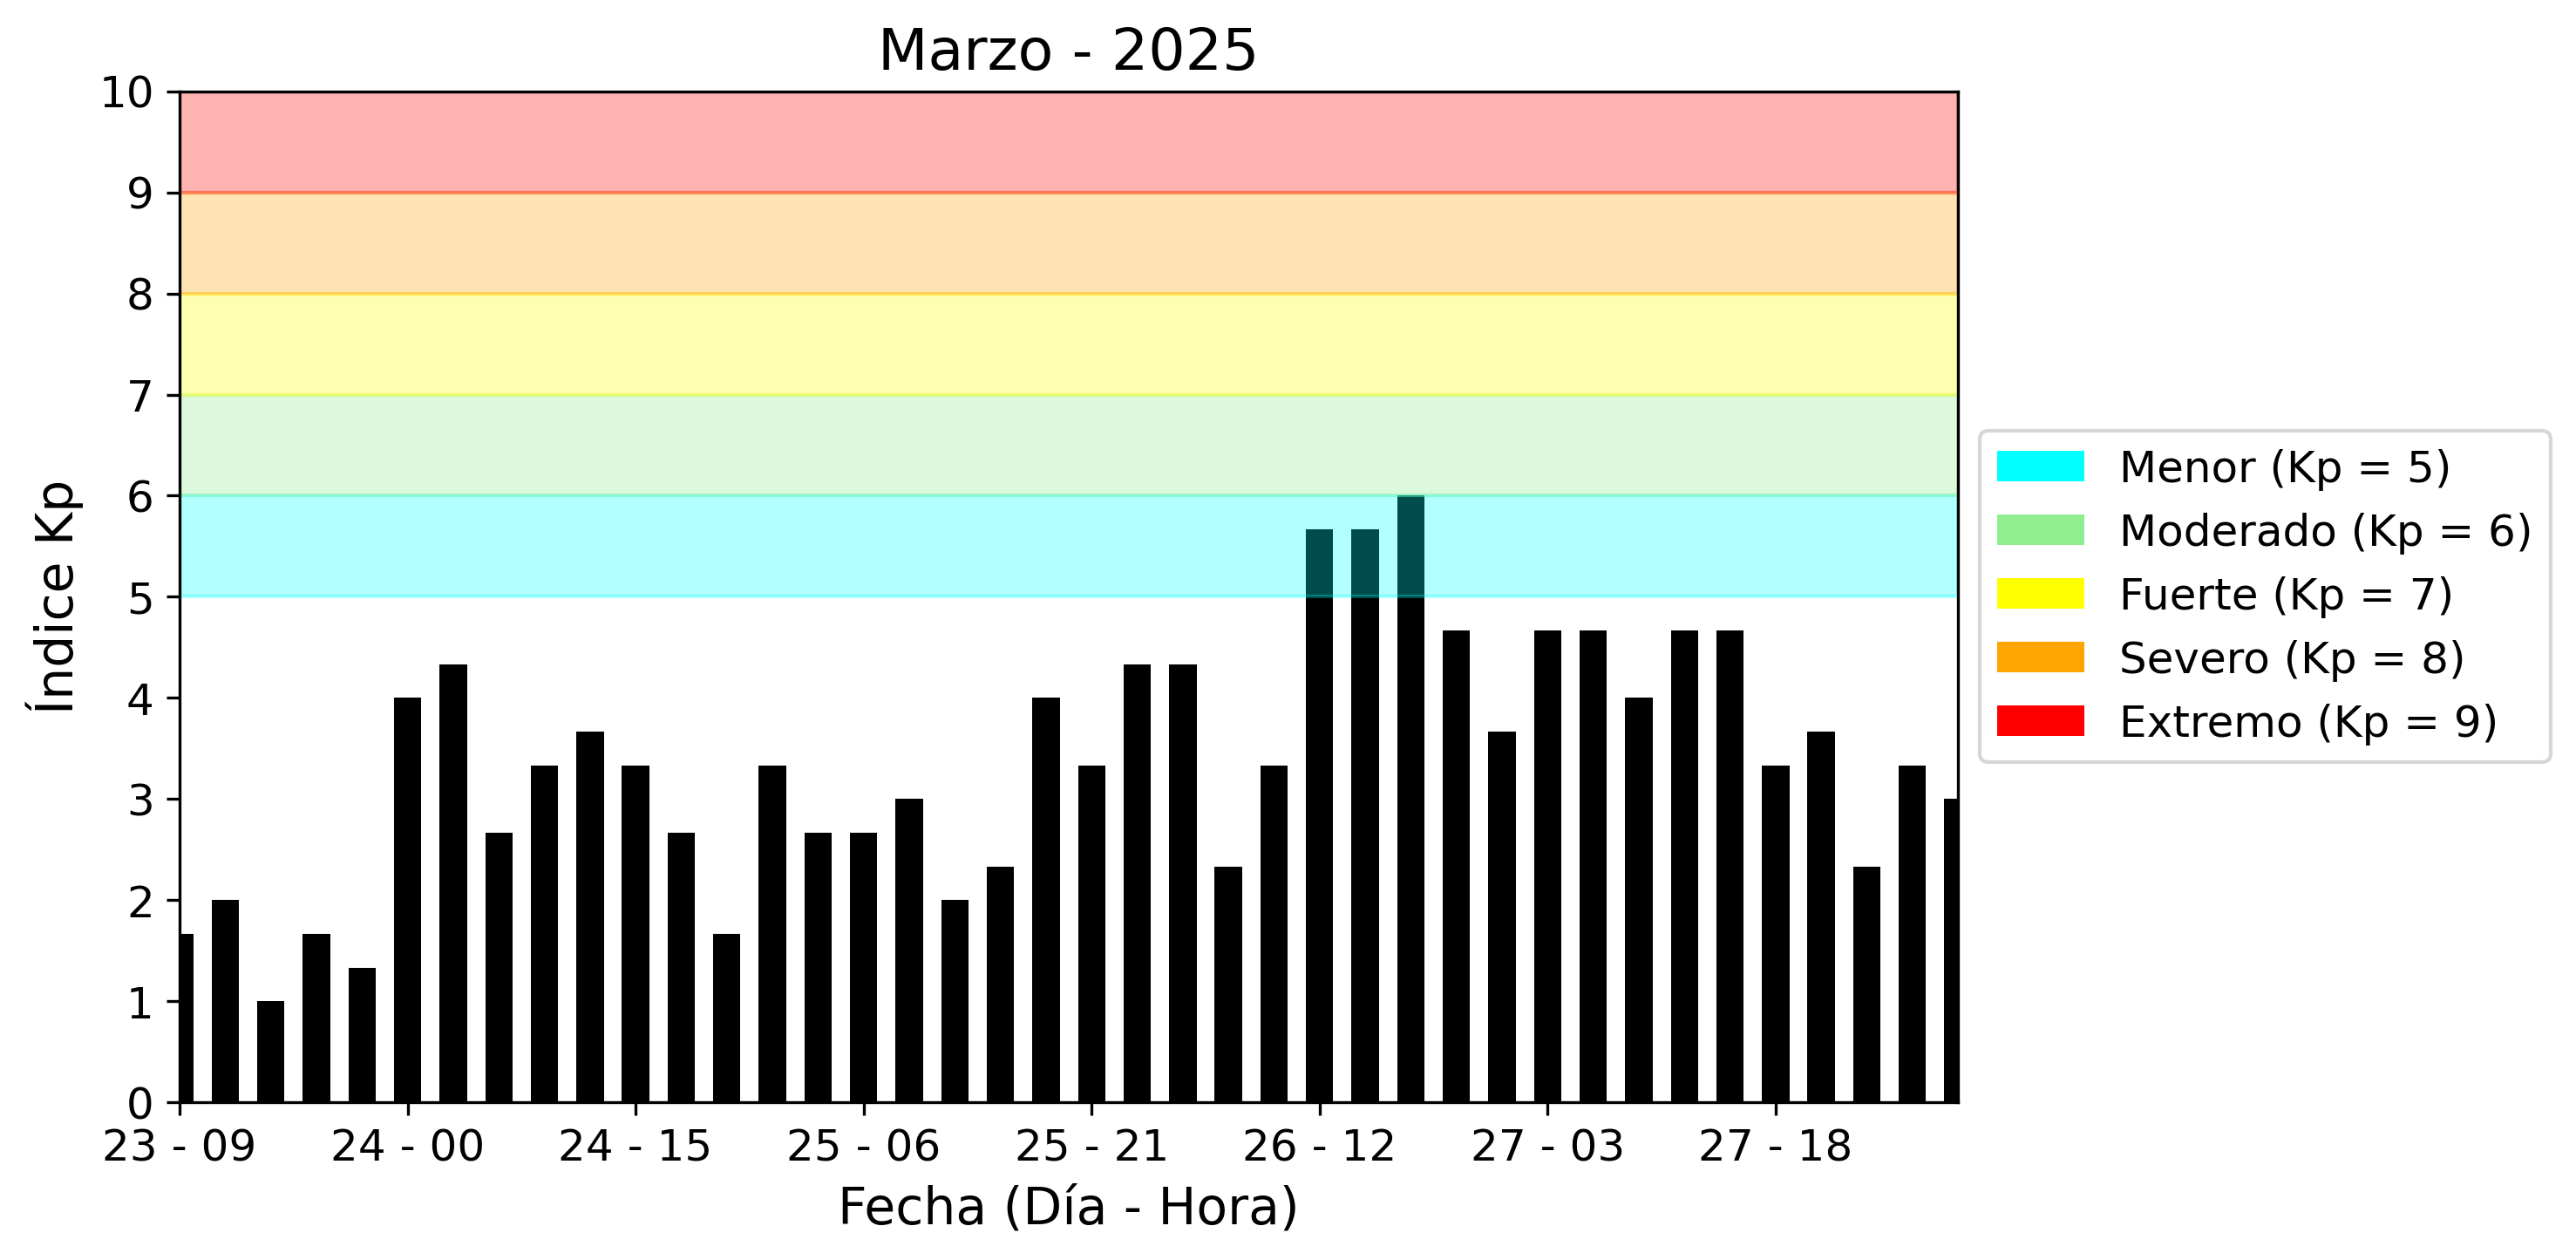 Marzo - 2025
10
9
8
7
6
5
4
3
2
1
0
Índice Kp
23 - 09
24 - 00
24 - 15
25 - 06
25 - 21
26 - 12
27 - 03
27 - 18
Fecha (Día - Hora)
Menor (Kp = 5)
Moderado (Kp = 6)
Fuerte (Kp = 7)
Severo (Kp = 8)
Extremo (Kp = 9)